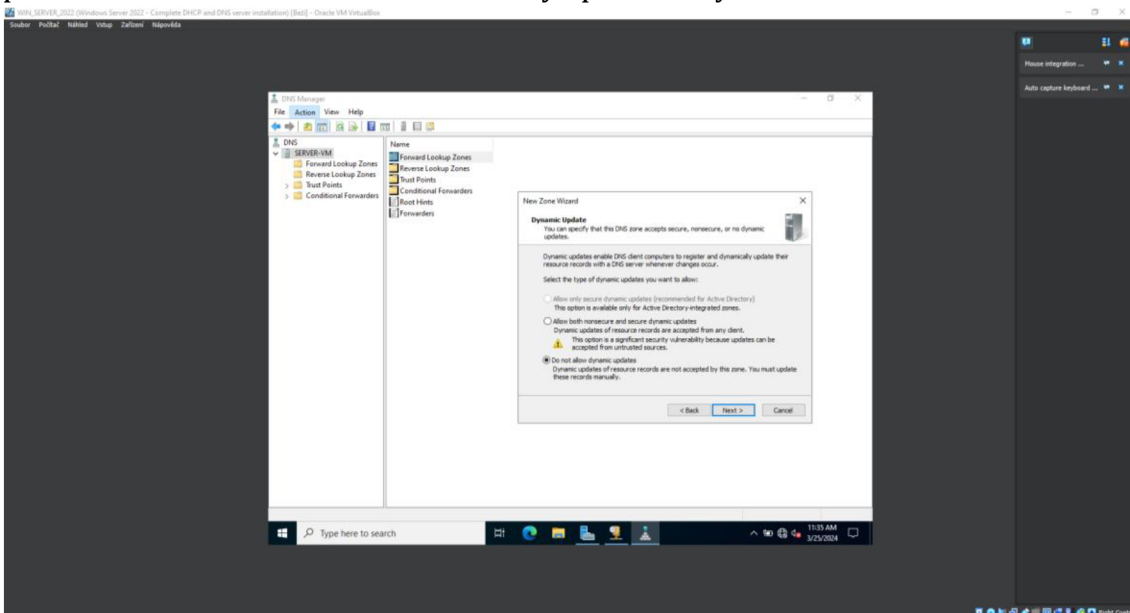 WIN_SERVER_2022 (Windows Server 2022 - Complete DHCP and DNS server installation) [Běží] - Oracle VM VirtualBox
Soubor Počítač Náhled Vstup Zařízení Nápověda
Mouse integration ...
Auto capture keyboard ...
DNS Manager
File Action View Help
DNS
SERVER-VM
Forward Lookup Zones
Reverse Lookup Zones
Trust Points
Conditional Forwarders
Name
Forward Lookup Zones
Reverse Lookup Zones
Trust Points
Conditional Forwarders
Root Hints
Forwarders
New Zone Wizard
Dynamic Update
You can specify that this DNS zone accepts secure, nonsecure, or no dynamic
updates.
Dynamic updates enable DNS client computers to register and dynamically update their
resource records with a DNS server whenever changes occur.
Select the type of dynamic updates you want to allow:
Allow only secure dynamic updates (recommended for Active Directory)
This option is available only for Active Directory-integrated zones.
Allow both nonsecure and secure dynamic updates
Dynamic updates of resource records are accepted from any client.
This option is a significant security vulnerability because updates can be
accepted from untrusted sources.
Do not allow dynamic updates
Dynamic updates of resource records are not accepted by this zone. You must update
these records manually.
< Back Next > Cancel
Type here to search
11:35 AM
3/25/2024